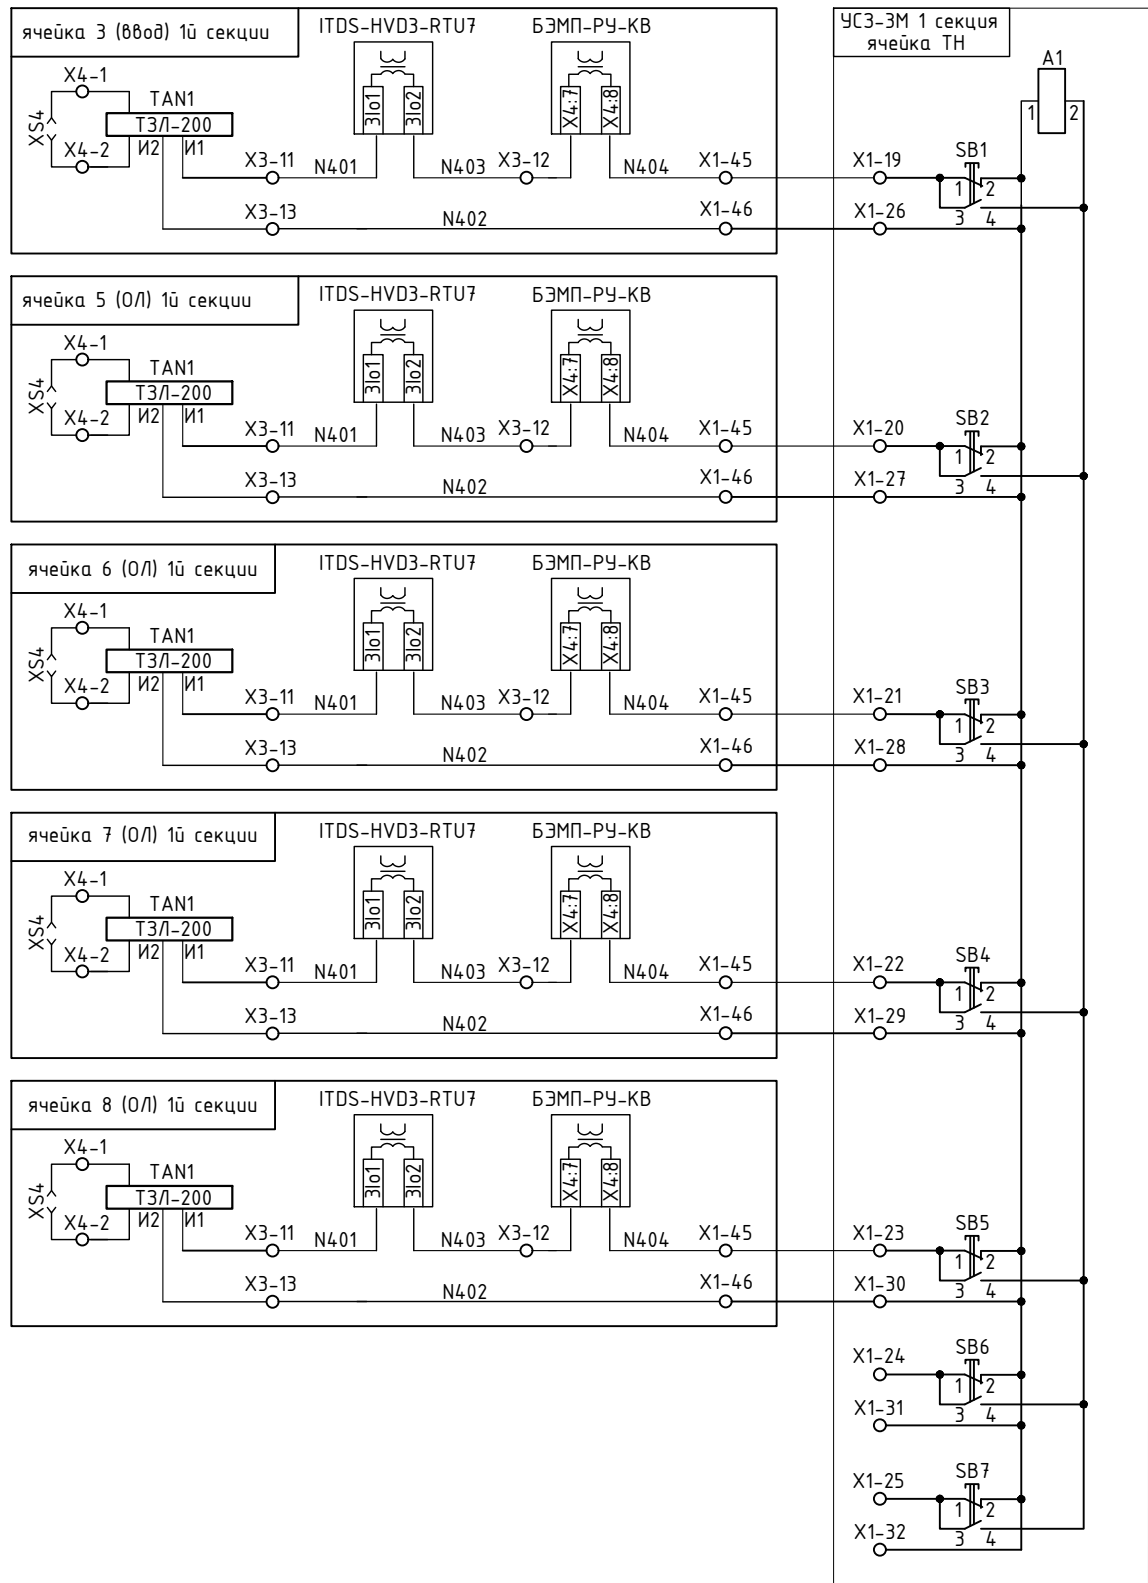 ячейка 3 (ввод) 1й секции
ITDS-HVD3-RTU7
БЭМП-РУ-КВ
УСЗ-3М 1 секция
ячейка ТН
A1
1
2
X4-1
XS4
TAN1
ТЗЛ-200
X4-2
И2
И1
3Io1
3Io2
X4:7
X4:8
X3-11
N401
N403
X3-12
N404
X1-45
X1-19
SB1
1
2
3
4
X3-13
N402
X1-46
X1-26
ячейка 5 (ОЛ) 1й секции
ITDS-HVD3-RTU7
БЭМП-РУ-КВ
X4-1
XS4
TAN1
ТЗЛ-200
X4-2
И2
И1
3Io1
3Io2
X4:7
X4:8
X3-11
N401
N403
X3-12
N404
X1-45
X1-20
SB2
1
2
3
4
X3-13
N402
X1-46
X1-27
ячейка 6 (ОЛ) 1й секции
ITDS-HVD3-RTU7
БЭМП-РУ-КВ
X4-1
XS4
TAN1
ТЗЛ-200
X4-2
И2
И1
3Io1
3Io2
X4:7
X4:8
X3-11
N401
N403
X3-12
N404
X1-45
X1-21
SB3
1
2
3
4
X3-13
N402
X1-46
X1-28
ячейка 7 (ОЛ) 1й секции
ITDS-HVD3-RTU7
БЭМП-РУ-КВ
X4-1
XS4
TAN1
ТЗЛ-200
X4-2
И2
И1
3Io1
3Io2
X4:7
X4:8
X3-11
N401
N403
X3-12
N404
X1-45
X1-22
SB4
1
2
3
4
X3-13
N402
X1-46
X1-29
ячейка 8 (ОЛ) 1й секции
ITDS-HVD3-RTU7
БЭМП-РУ-КВ
X4-1
XS4
TAN1
ТЗЛ-200
X4-2
И2
И1
3Io1
3Io2
X4:7
X4:8
X3-11
N401
N403
X3-12
N404
X1-45
X1-23
SB5
1
2
3
4
X3-13
N402
X1-46
X1-30
X1-24
SB6
1
2
3
4
X1-31
X1-25
SB7
1
2
3
4
X1-32